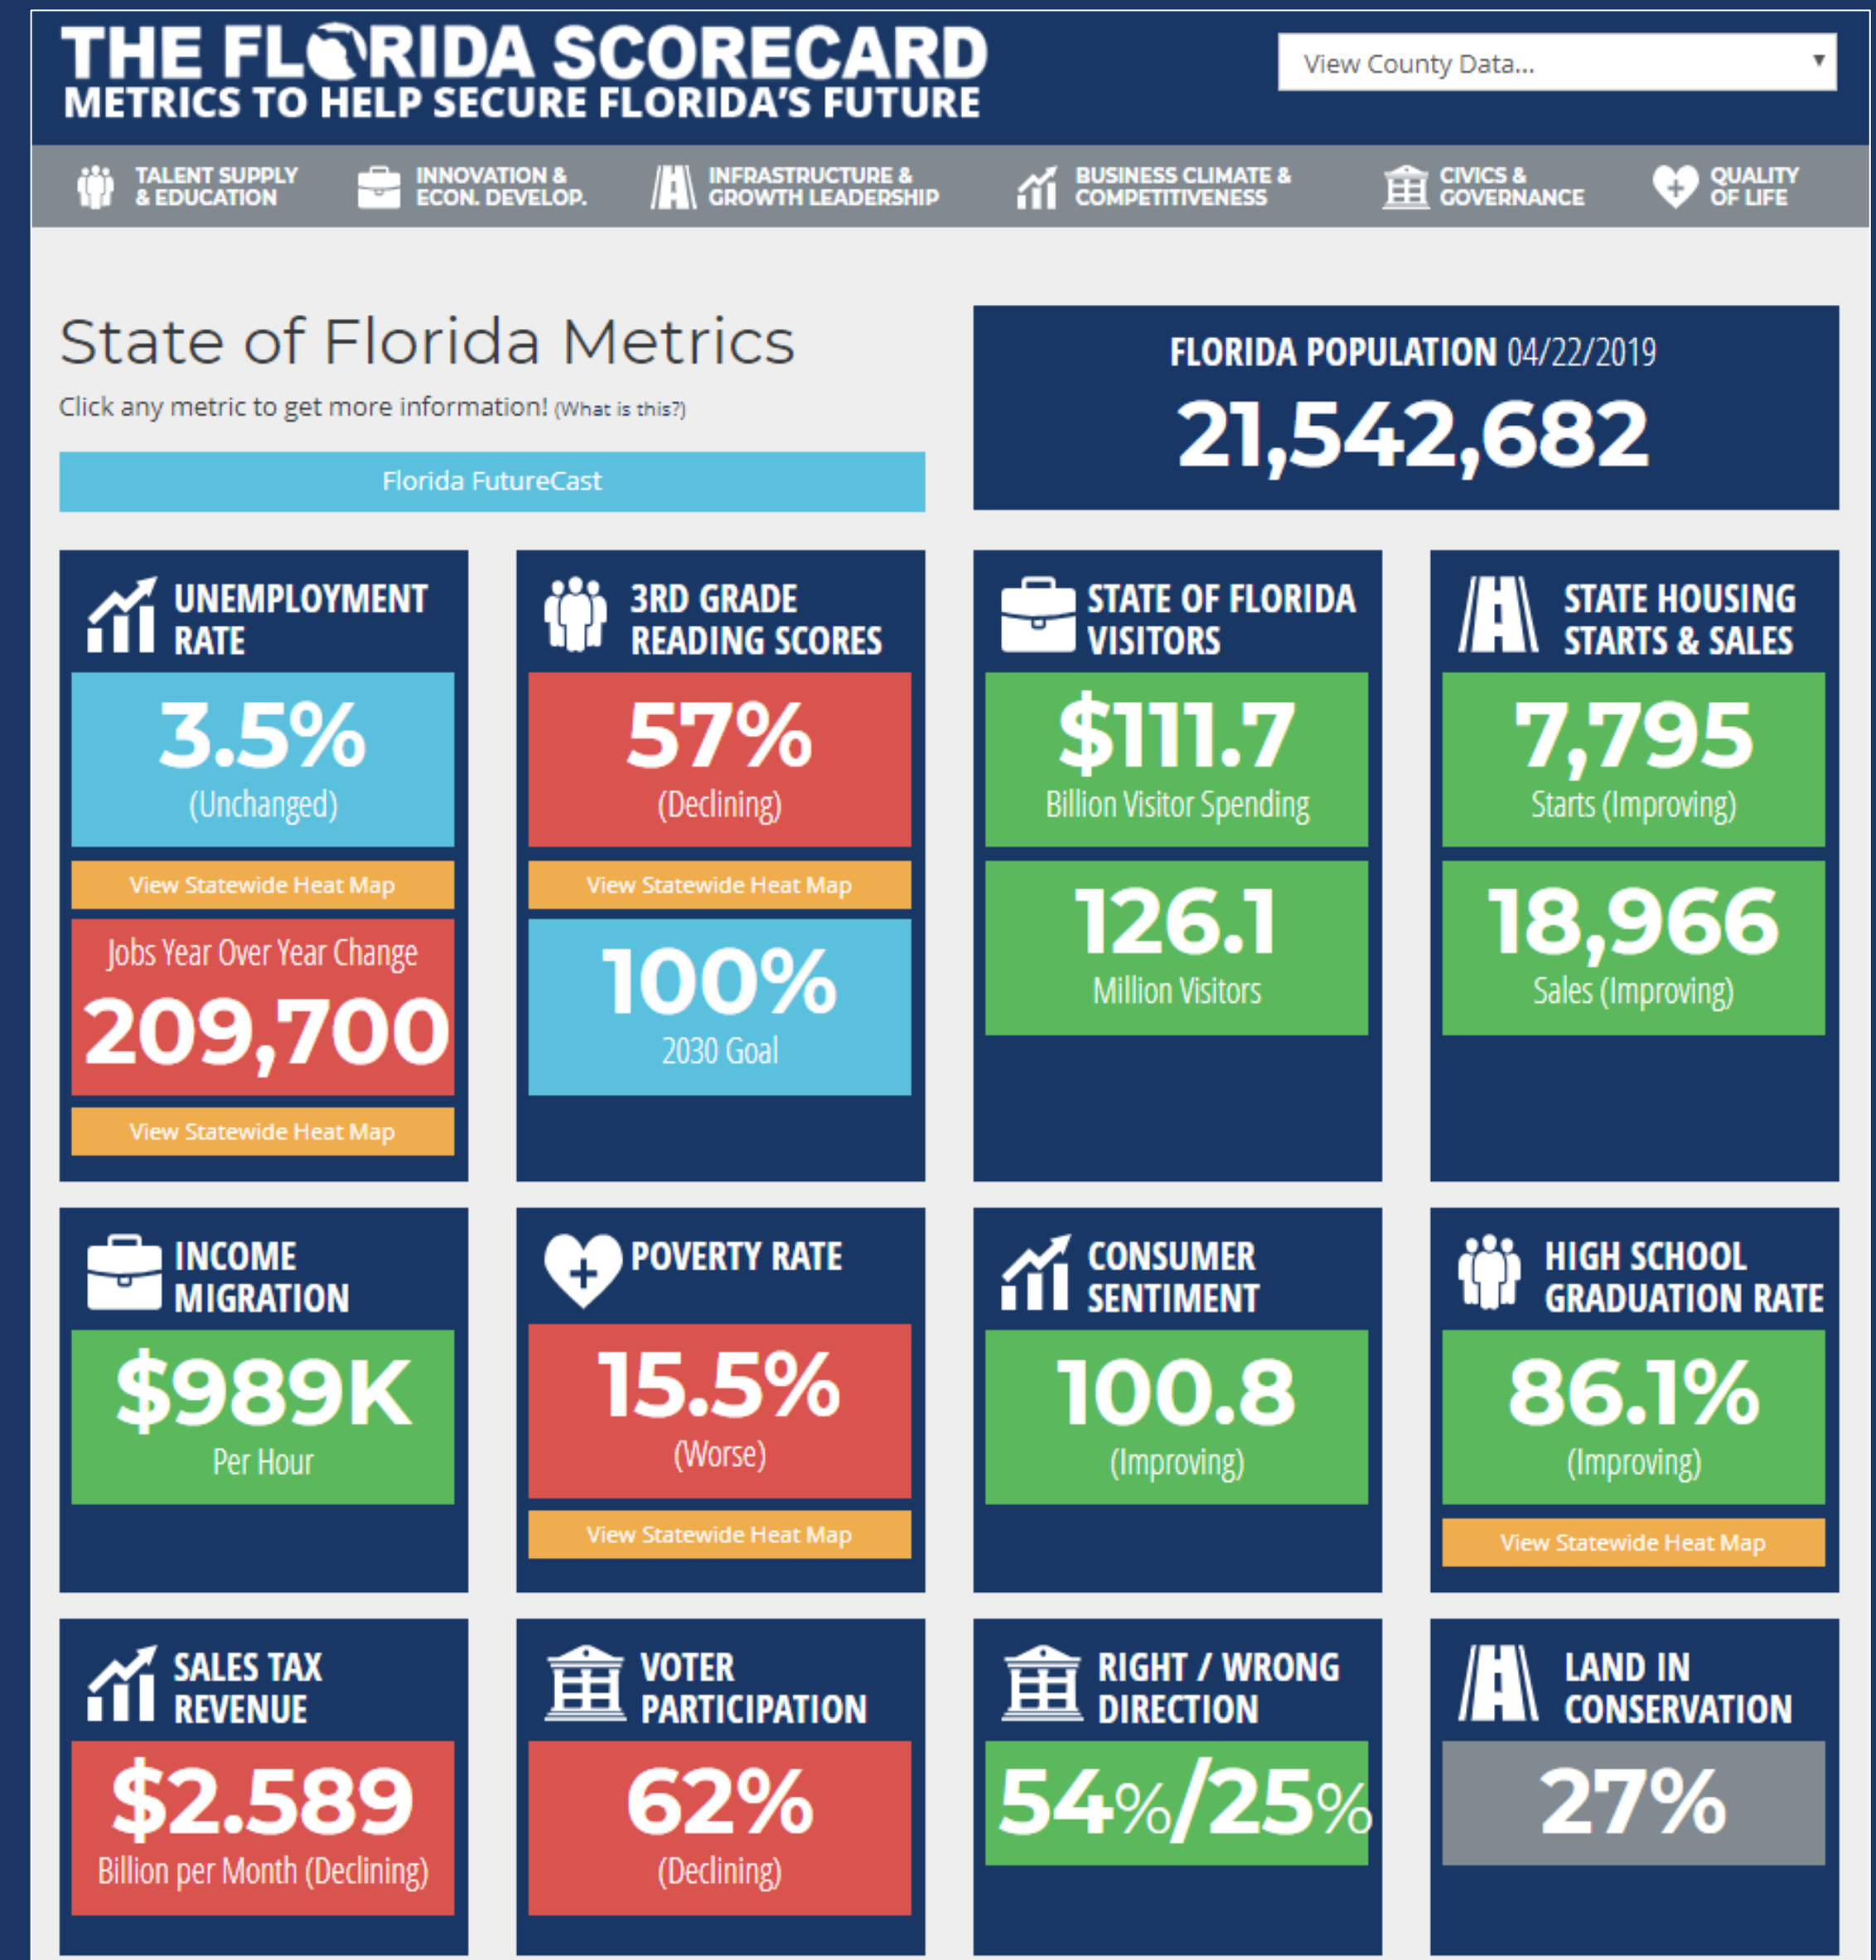 THE FLORIDA SCORECARD
METRICS TO HELP SECURE FLORIDA'S FUTURE
View County Data...
TALENT SUPPLY
& EDUCATION
INNOVATION &
ECON. DEVELOP.
INFRASTRUCTURE &
GROWTH LEADERSHIP
BUSINESS CLIMATE &
COMPETITIVENESS
CIVICS &
GOVERNANCE
QUALITY
OF LIFE
State of Florida Metrics
Click any metric to get more information! (What is this?)
Florida FutureCast
FLORIDA POPULATION 04/22/2019
21,542,682
UNEMPLOYMENT
RATE
3.5%
(Unchanged)
View Statewide Heat Map
Jobs Year Over Year Change
209,700
View Statewide Heat Map
3RD GRADE
READING SCORES
57%
(Declining)
View Statewide Heat Map
100%
2030 Goal
STATE OF FLORIDA
VISITORS
$111.7
Billion Visitor Spending
126.1
Million Visitors
STATE HOUSING
STARTS & SALES
7,795
Starts (Improving)
18,966
Sales (Improving)
INCOME
MIGRATION
$989K
Per Hour
POVERTY RATE
15.5%
(Worse)
View Statewide Heat Map
CONSUMER
SENTIMENT
100.8
(Improving)
HIGH SCHOOL
GRADUATION RATE
86.1%
(Improving)
View Statewide Heat Map
SALES TAX
REVENUE
$2.589
Billion per Month (Declining)
VOTER
PARTICIPATION
62%
(Declining)
RIGHT / WRONG
DIRECTION
54%/25%
LAND IN
CONSERVATION
27%